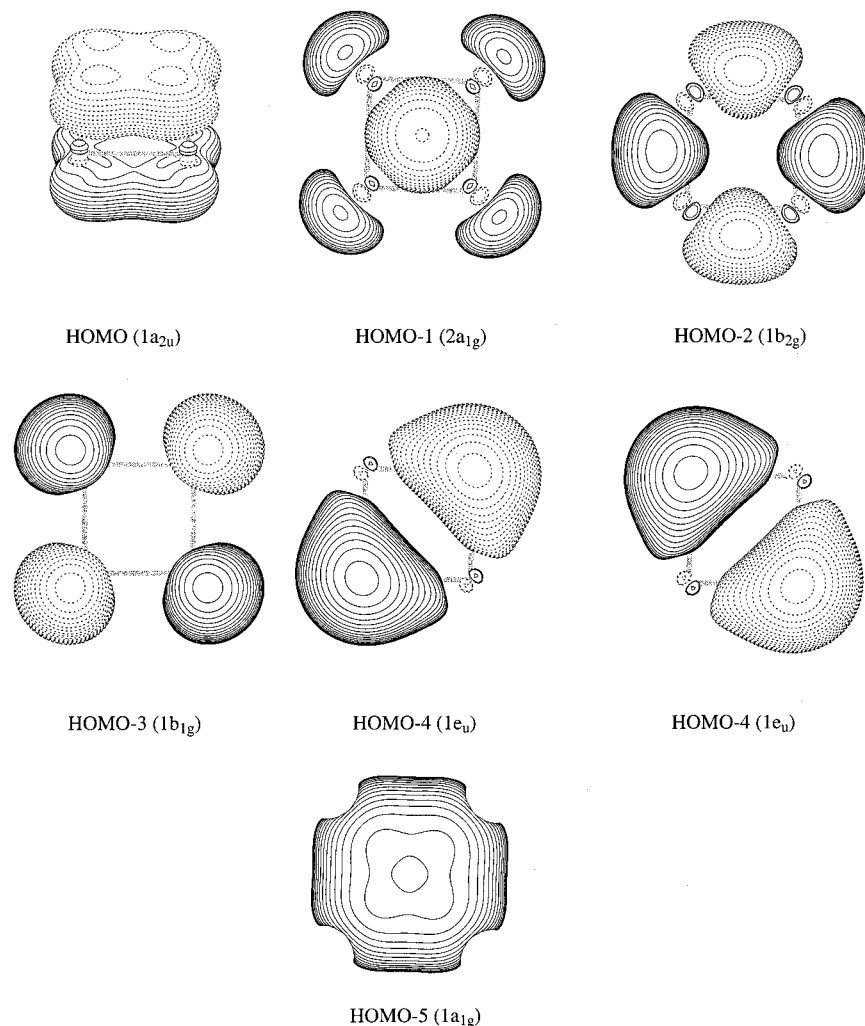 HOMO (1a₂ᵤ)
HOMO-1 (2a₁g)
HOMO-2 (1b₂g)
HOMO-3 (1b₁g)
HOMO-4 (1eᵤ)
HOMO-4 (1eᵤ)
HOMO-5 (1a₁g)